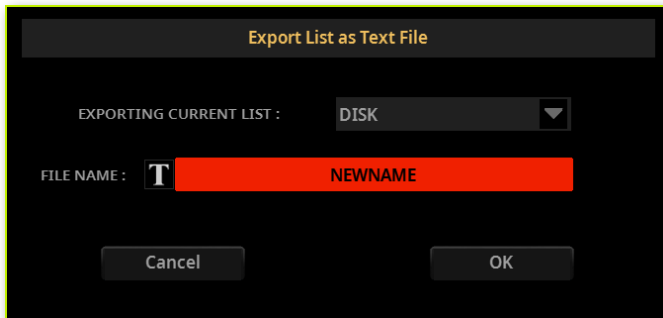 Export List as Text File
EXPORTING CURRENT LIST : DISK
FILE NAME : T NEWNAME
Cancel OK